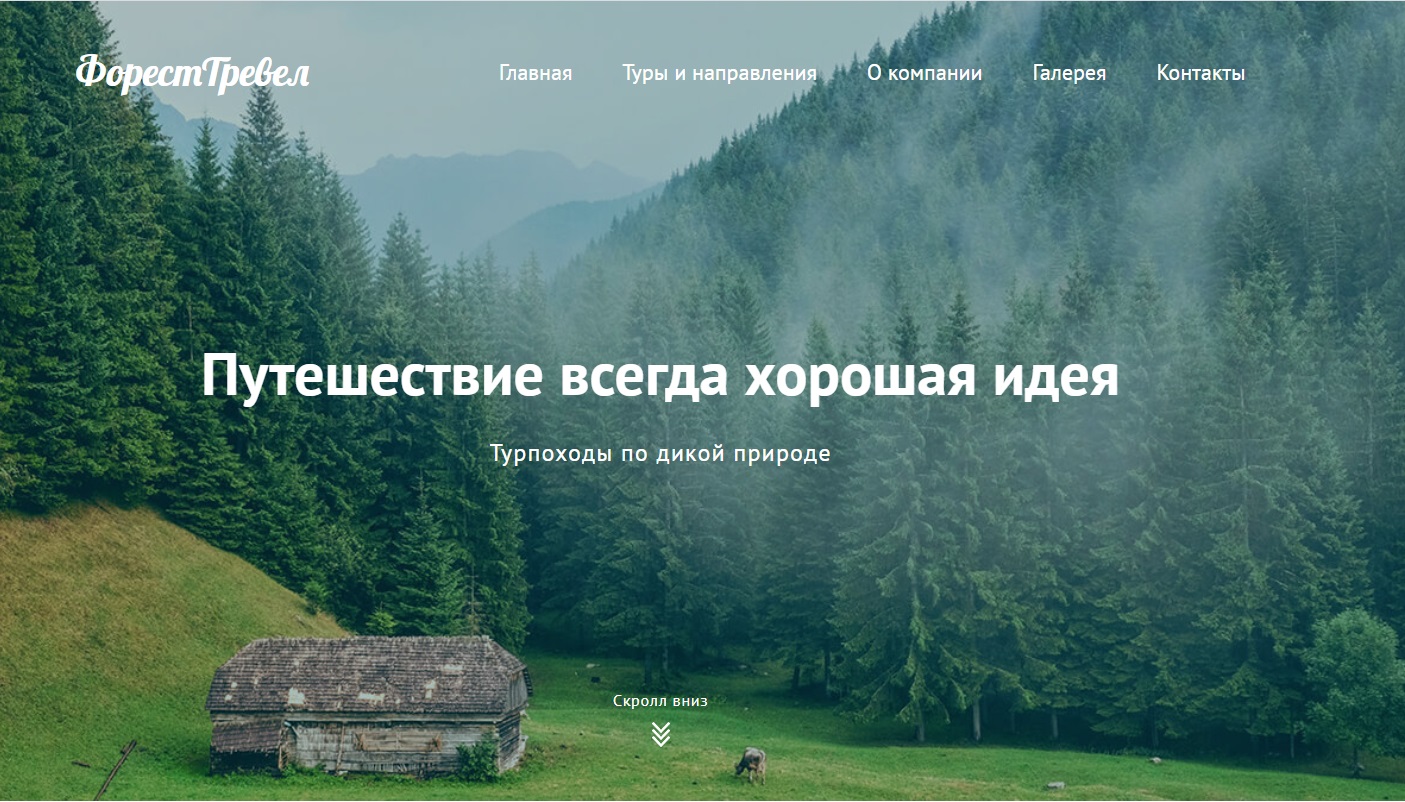 ФорестТревел
Главная Туры и направления О компании Галерея Контакты
Путешествие всегда хорошая идея
Турпоходы по дикой природе
Скролл вниз